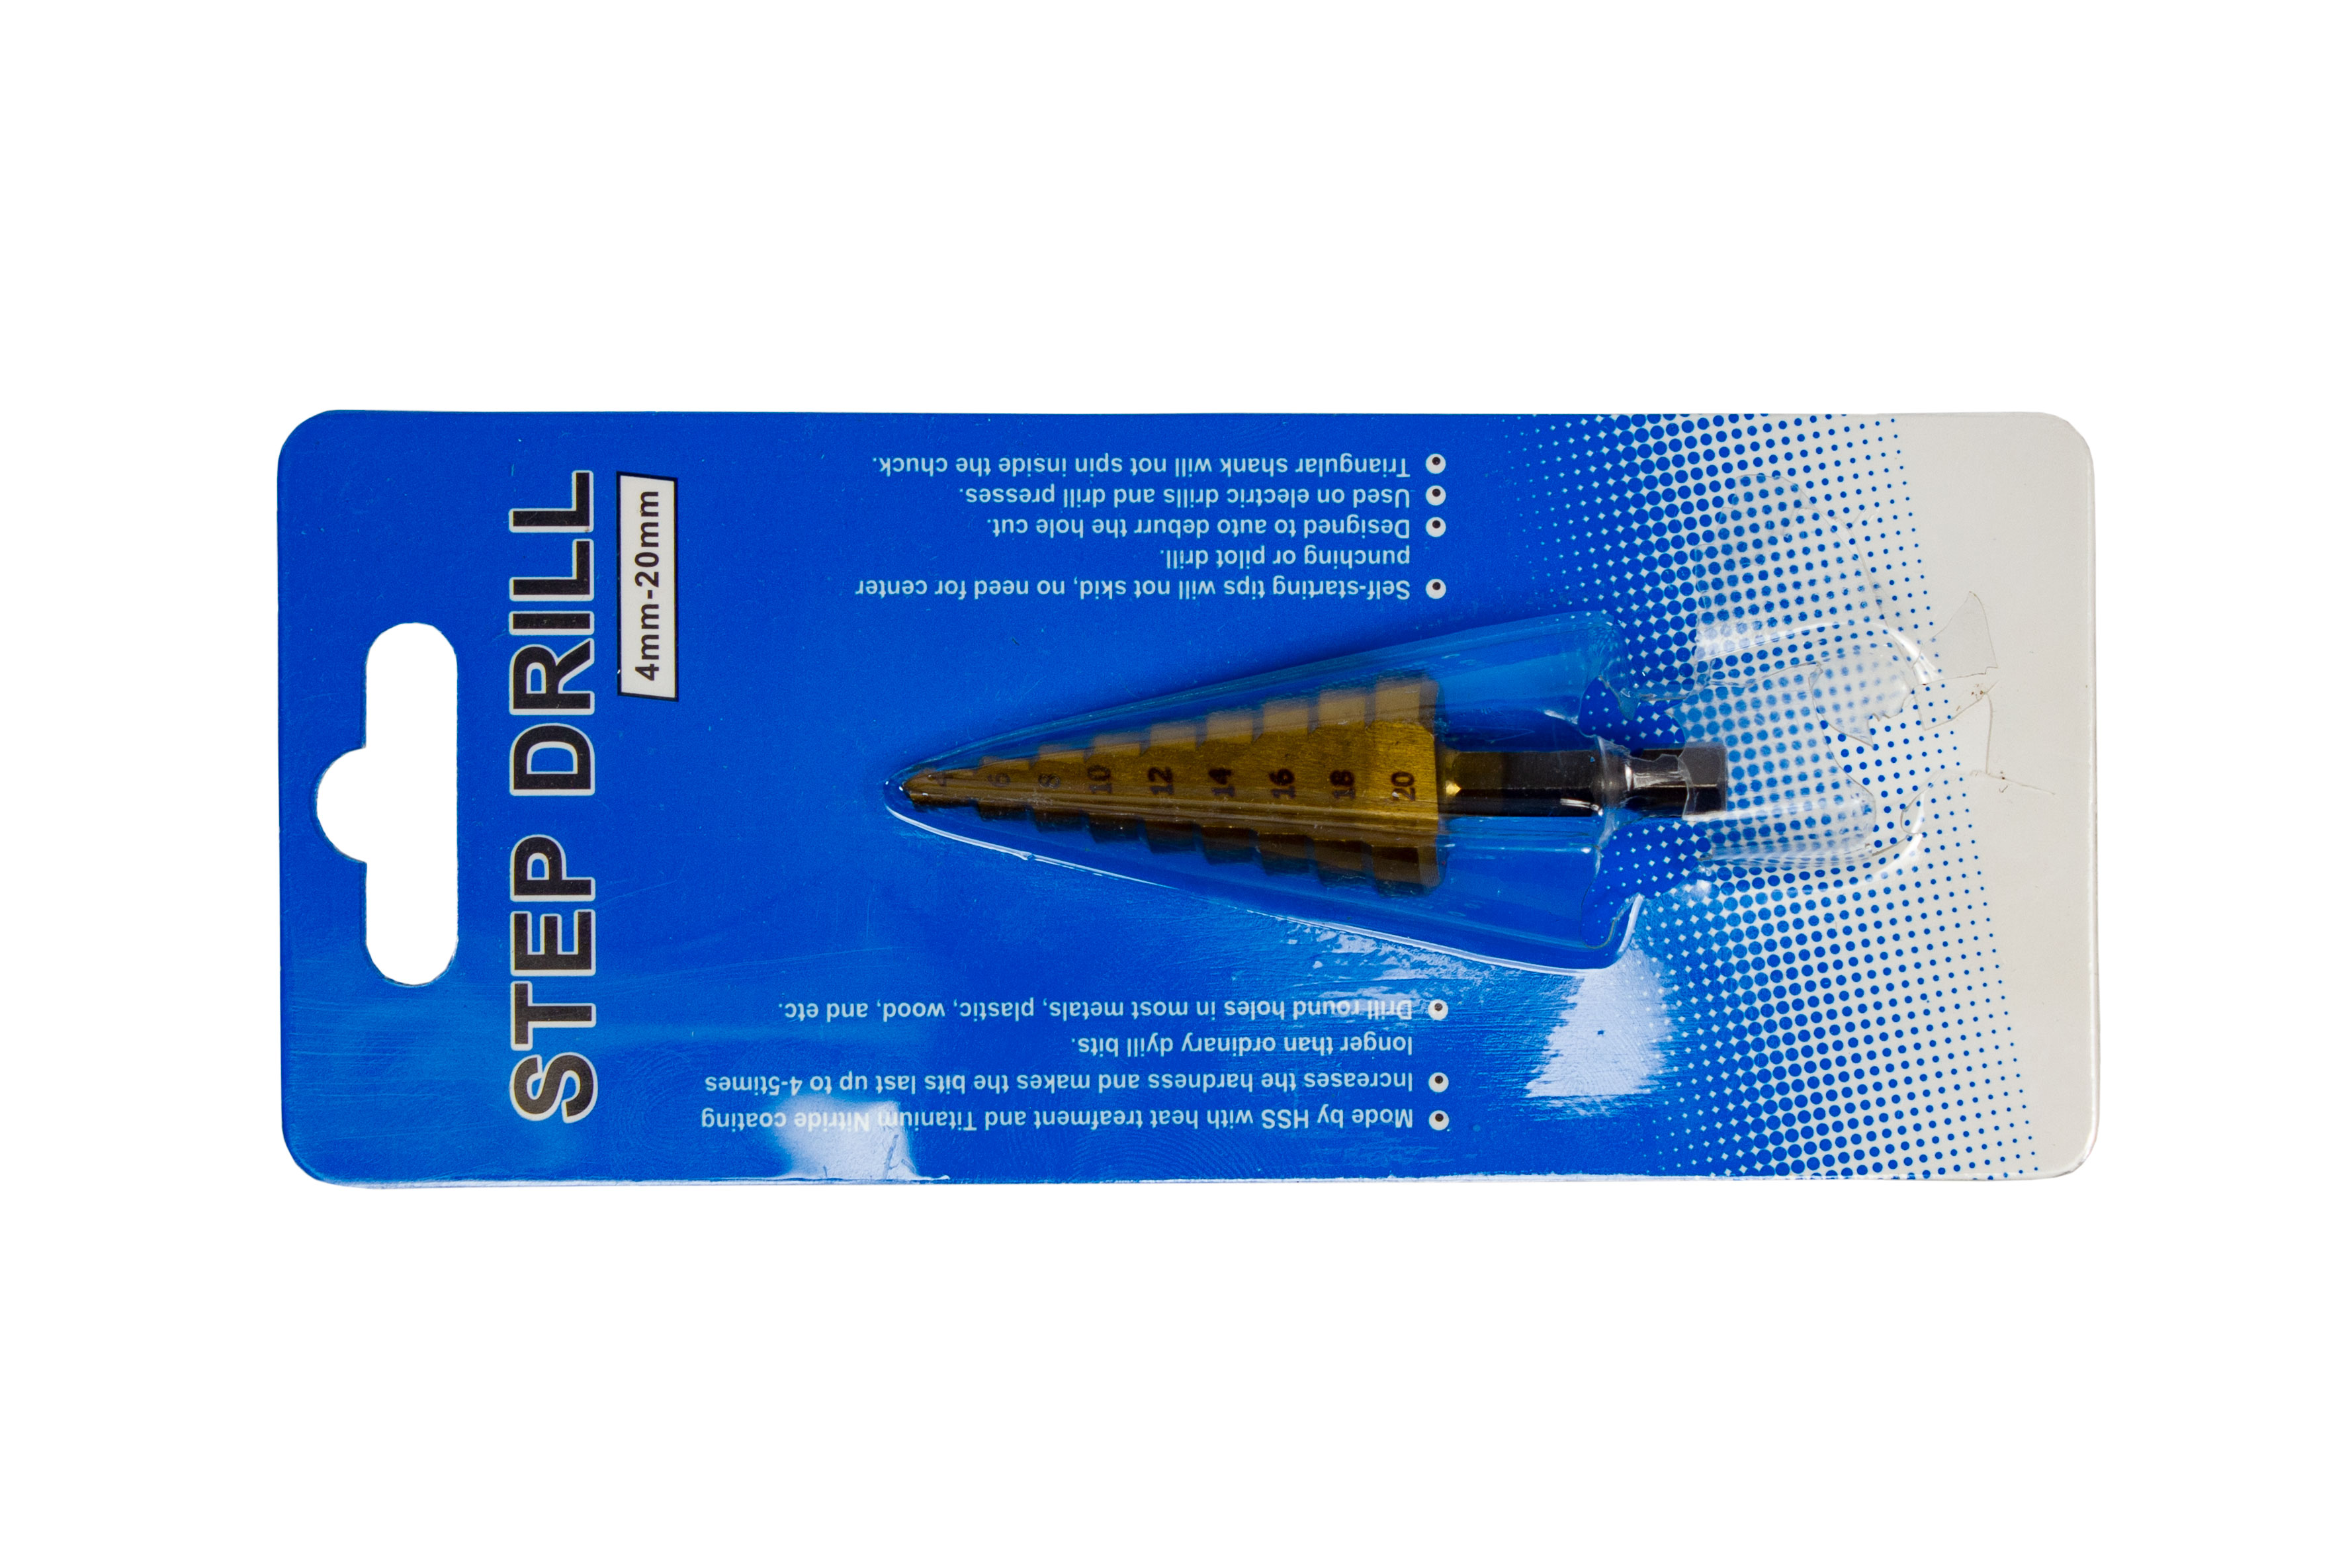 STEP DRILL
4mm-20mm
Mode by HSS with heat treafment and Titanium Nitride coating
Increases the hardness and makes the bits last up to 4-5times
longer than ordinary dyill bits.
Drill round holes in most metals, plastic, wood, and etc.
Self-starting tips will not skid, no need for center
punching or pilot drill.
Designed to auto deburr the hole cut.
Used on electric drills and drill presses.
Triangular shank will not spin inside the chuck.
4
6
8
10
12
14
16
18
20